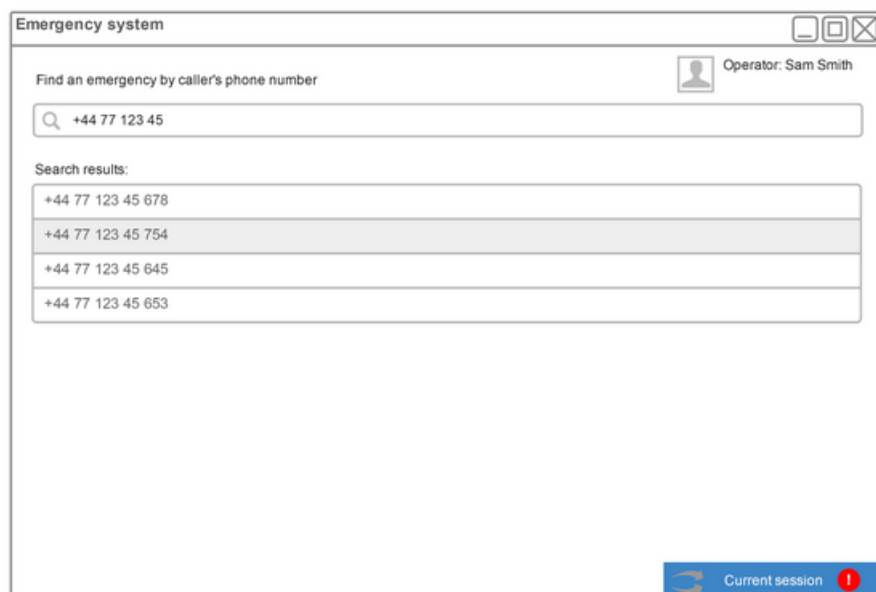 Emergency system
Operator: Sam Smith
Find an emergency by caller's phone number
+44 77 123 45
Search results:
+44 77 123 45 678
+44 77 123 45 754
+44 77 123 45 645
+44 77 123 45 653
Current session !